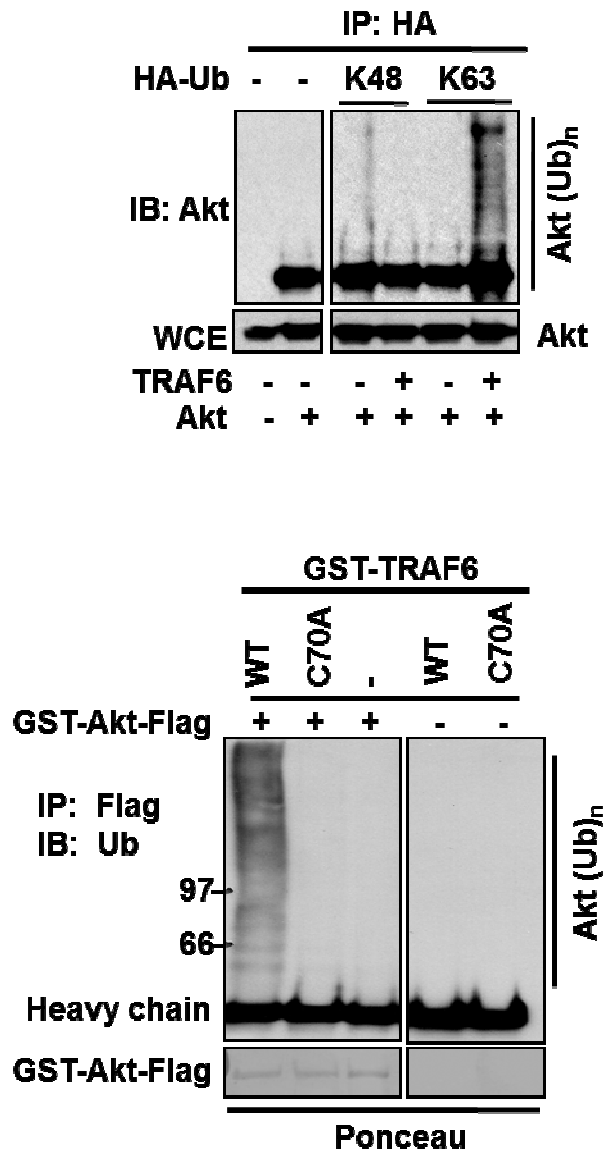 IP: HA
HA-Ub - - K48 K63
IB: Akt
Akt (Ub)n
WCE Akt
TRAF6 - - - + - +
Akt - + + + + +
GST-TRAF6
WT C70A - WT C70A
GST-Akt-Flag + + + - -
IP: Flag
IB: Ub
Akt (Ub)n
97
66
Heavy chain
GST-Akt-Flag
Ponceau